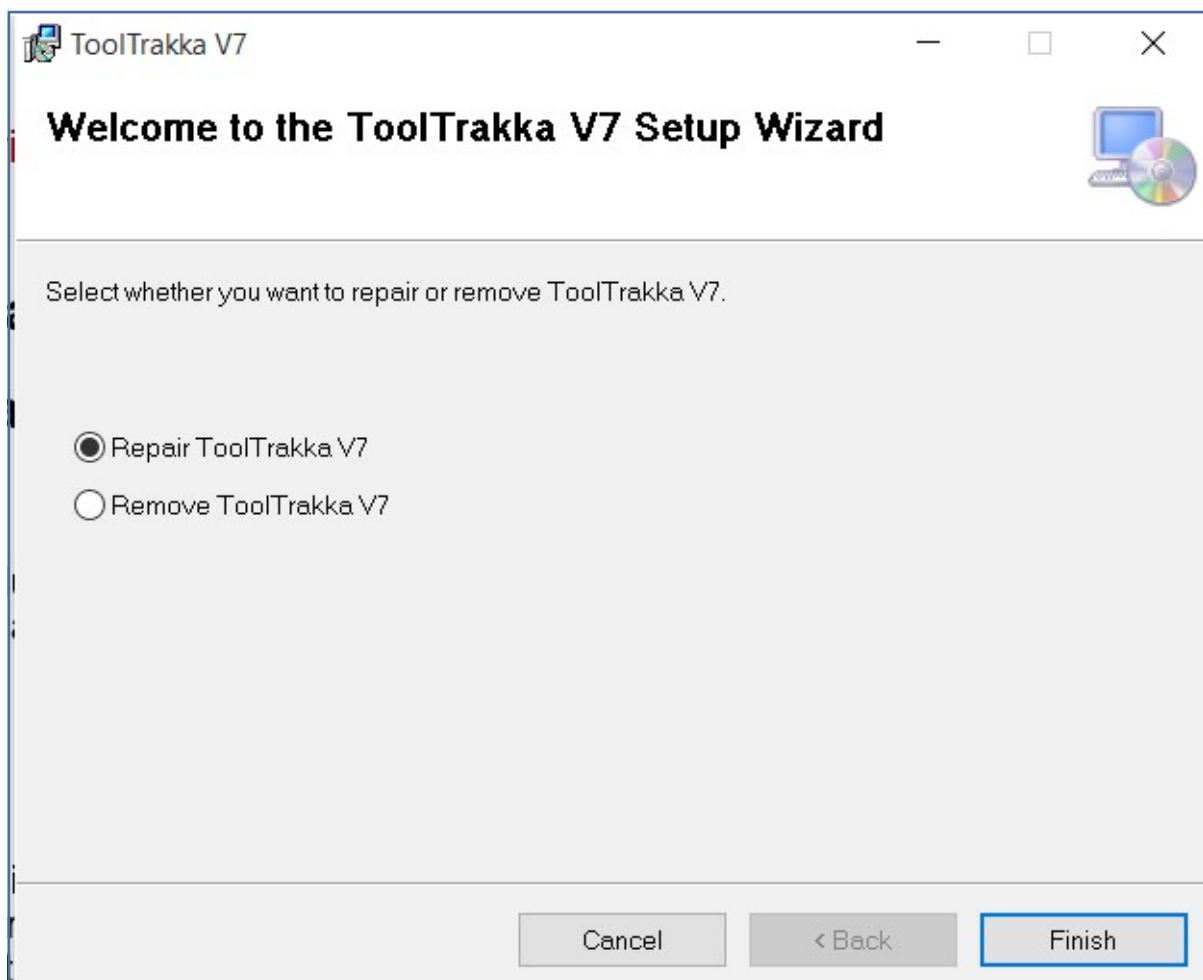 ToolTrakka V7
Welcome to the ToolTrakka V7 Setup Wizard
Select whether you want to repair or remove ToolTrakka V7.
Repair ToolTrakka V7
Remove ToolTrakka V7
Cancel
< Back
Finish